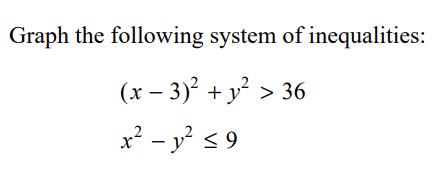 Graph the following system of inequalities:
(x – 3)² + y² > 36
x² – y² ≤ 9